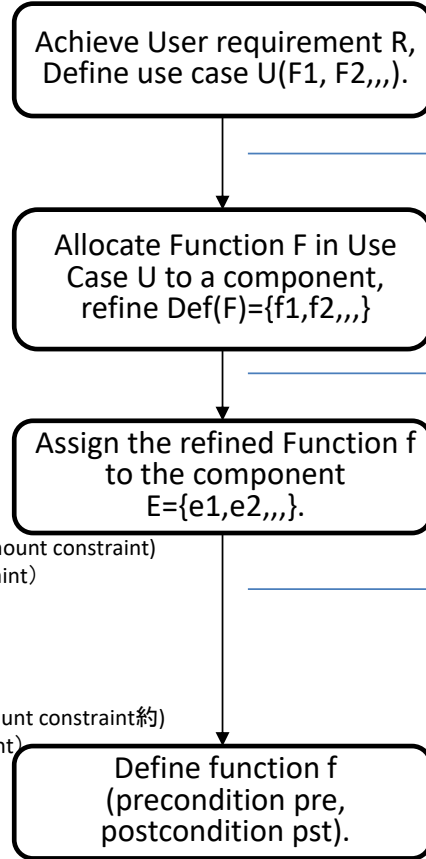 Achieve User requirement R,
Define use case U(F1, F2,,,).
Allocate Function F in Use
Case U to a component,
refine Def(F)={f1,f2,,,}
Assign the refined Function f
to the component
E={e1,e2,,,}.
ount constraint)
int）
unt constraint約)
nt）
Define function f
(precondition pre,
postcondition pst).